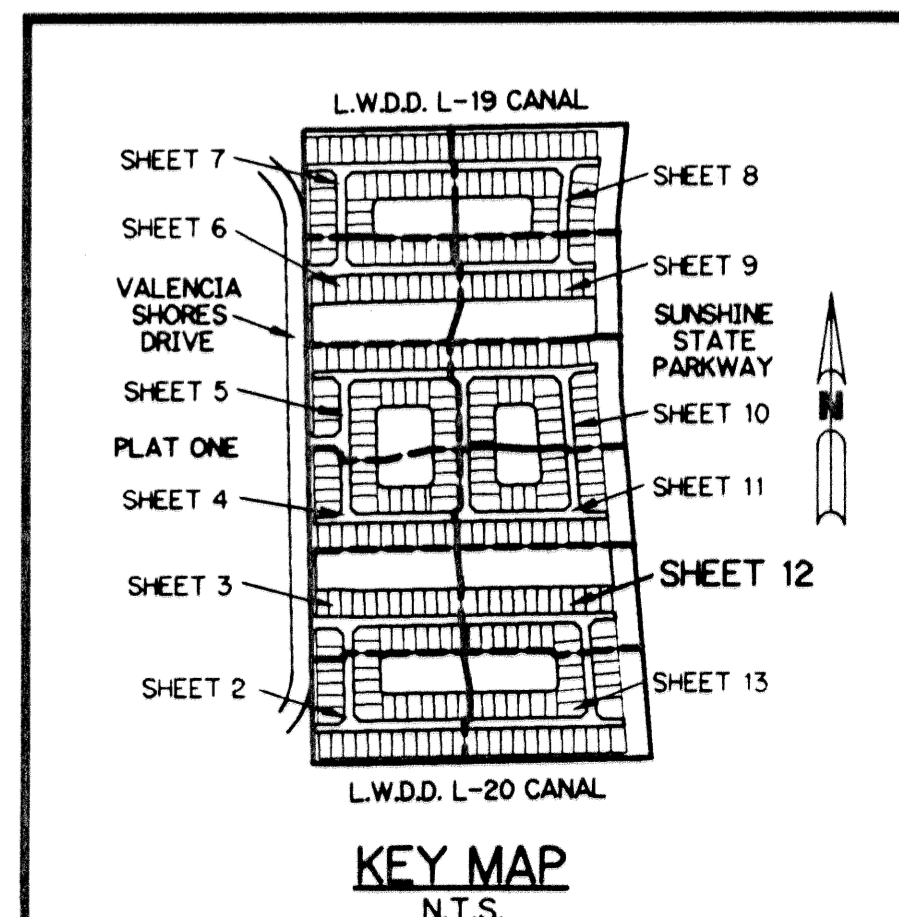 L.W.D.D. L-19 CANAL
SHEET 7
SHEET 8
SHEET 6
SHEET 9
VALENCIA
SHORES
DRIVE
SUNSHINE
STATE
PARKWAY
SHEET 5
SHEET 10
PLAT ONE
SHEET 4
SHEET 11
SHEET 3
SHEET 12
SHEET 2
SHEET 13
N
L.W.D.D. L-20 CANAL
KEY MAP
N.T.S.